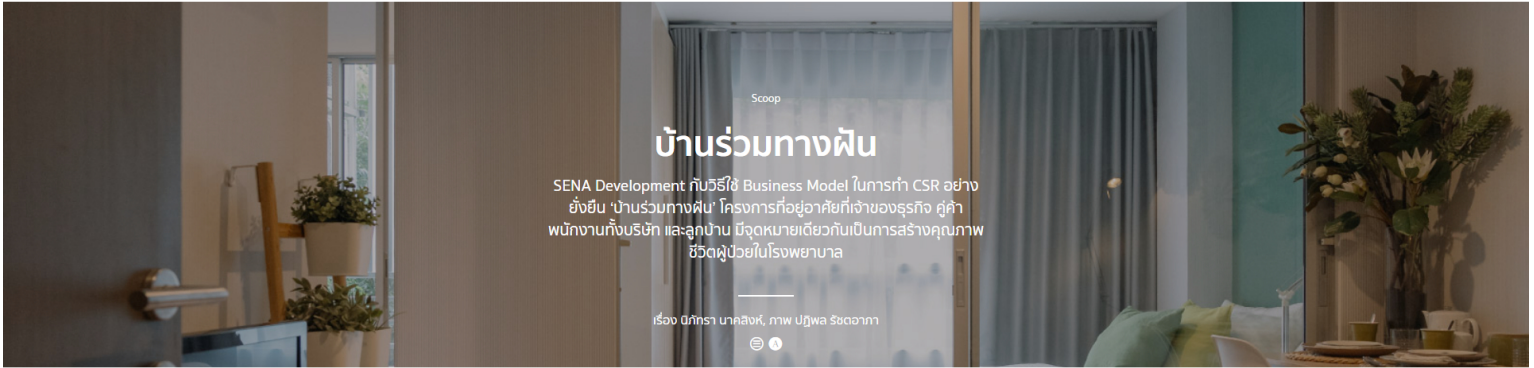 Scoop
บ้านร่วมทางฝัน
SENA Development กับวิธีใช้ Business Model ในการทำ CSR อย่าง
ยั่งยืน ‘บ้านร่วมทางฝัน’ โครงการที่อยู่อาศัยที่เจ้าของธุรกิจ คู่ค้า
พนักงานทั้งบริษัท และลูกบ้าน มีจุดหมายเดียวกันเป็นการสร้างคุณภาพ
ชีวิตผู้ป่วยในโรงพยาบาล
เรื่อง นิภัทรา นาคสิงห์, ภาพ ปฏิพล รัชตอาภา
A